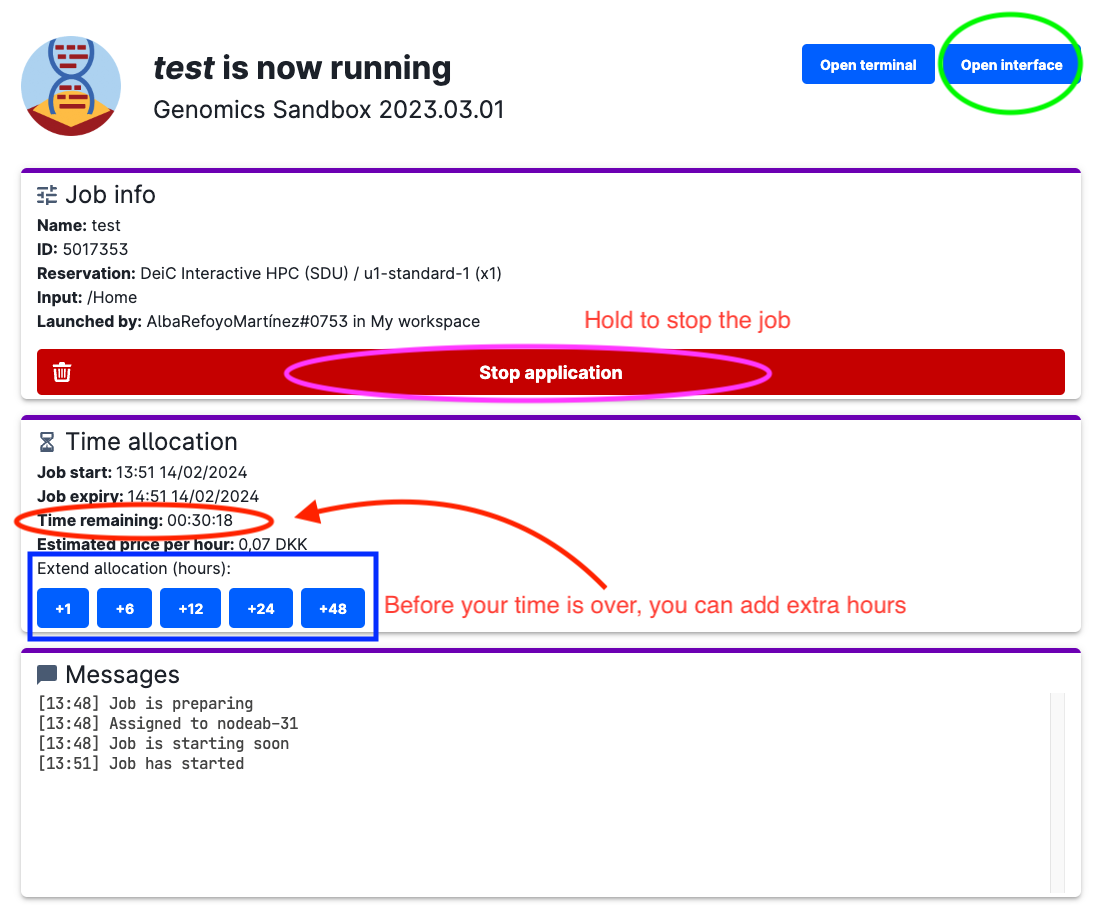 test is now running
Genomics Sandbox 2023.03.01
Open terminal
Open interface
Job info
Name: test
ID: 5017353
Reservation: DeiC Interactive HPC (SDU) / u1-standard-1 (x1)
Input: /Home
Launched by: AlbaRefoyoMartínez#0753 in My workspace
Hold to stop the job
Stop application
Time allocation
Job start: 13:51 14/02/2024
Job expiry: 14:51 14/02/2024
Time remaining: 00:30:18
Estimated price per hour: 0,07 DKK
Extend allocation (hours):
+1 +6 +12 +24 +48
Before your time is over, you can add extra hours
Messages
[13:48] Job is preparing
[13:48] Assigned to nodeab-31
[13:48] Job is starting soon
[13:51] Job has started